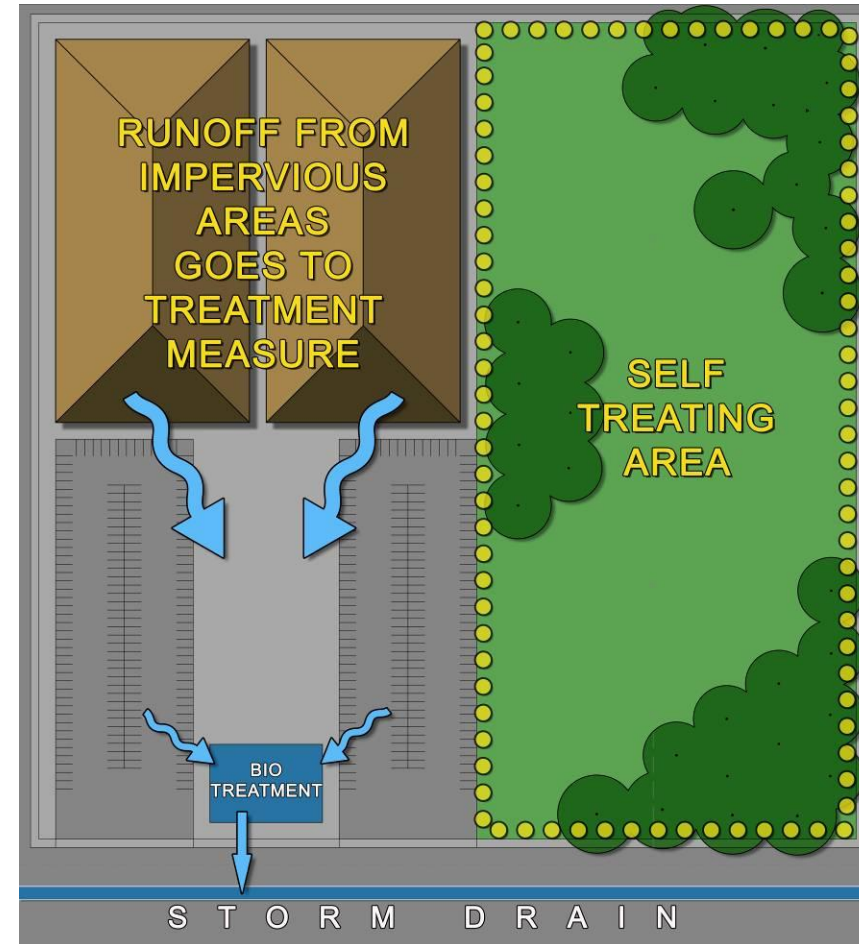 RUNOFF FROM
IMPERVIOUS
AREAS
GOES TO
TREATMENT
MEASURE
SELF
TREATING
AREA
BIO
TREATMENT
STORM DRAIN